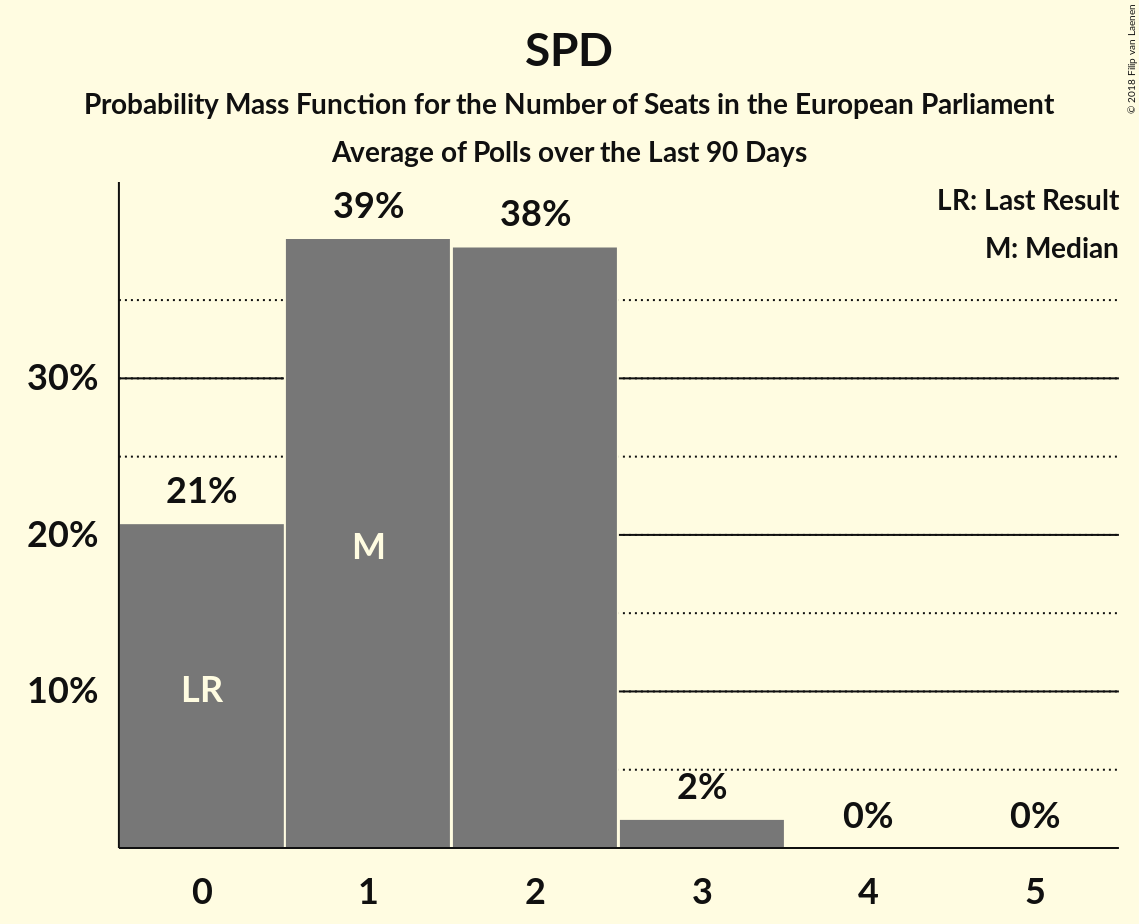 SPD
Probability Mass Function for the Number of Seats in the European Parliament
Average of Polls over the Last 90 Days
© 2018 Filip van Laenen
LR: Last Result
M: Median
39%
38%
30%
21%
20%
M
10%
LR
2%
0%
0%
0 1 2 3 4 5